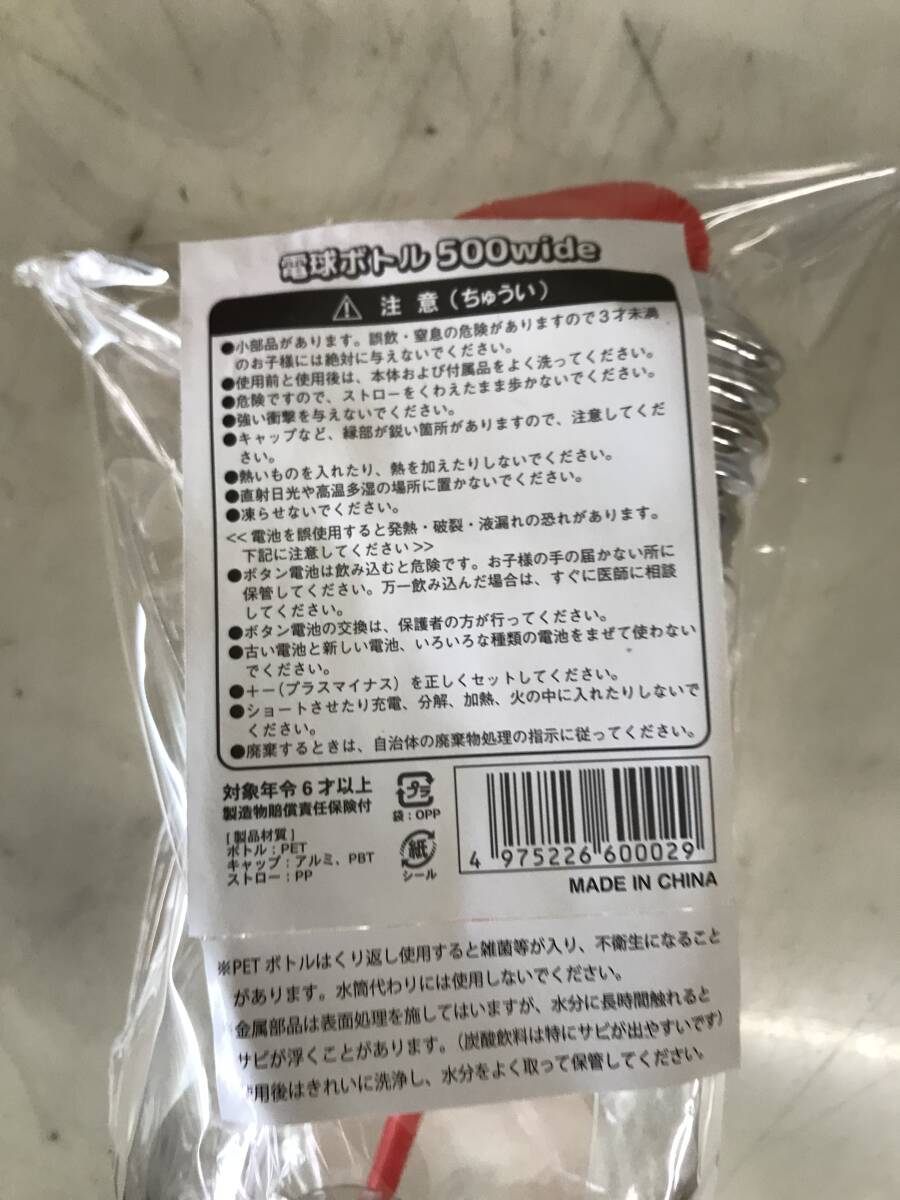 電球ボトル 500wide
注意(ちゅうい)
●小部品があります。誤飲・窒息の危険がありますので3才未満
のお子様には絶対に与えないでください。
●使用前と使用後は、本体および付属品をよく洗ってください。
●危険ですので、ストローをくわえたまま歩かないでください。
●強い衝撃を与えないでください。
●キャップなど、縁部が鋭い箇所がありますので、注意してくだ
さい。
●熱いものを入れたり、熱を加えたりしないでください。
●直射日光や高温多湿の場所に置かないでください。
●凍らせないでください。
<<電池を誤使用すると発熱・破裂・液漏れの恐れがあります。
下記に注意してください>>
●ボタン電池は飲み込むと危険です。お子様の手の届かない所に
保管してください。万一飲み込んだ場合は、すぐに医師に相談
してください。
●ボタン電池の交換は、保護者の方が行ってください。
●古い電池と新しい電池、いろいろな種類の電池をまぜて使わない
でください。
●+−(プラスマイナス)を正しくセットしてください。
●ショートさせたり充電、分解、加熱、火の中に入れたりしないで
ください。
●廃棄するときは、自治体の廃棄物処理の指示に従ってください。
対象年令6才以上
製造物賠償責任保険付
[製品材質]
ボトル:PET
キャップ:アルミ、PBT
ストロー:PP
プラ
袋:OPP
紙
シール
4 975226 600029
MADE IN CHINA
※PETボトルはくり返し使用すると雑菌等が入り、不衛生になること
があります。水筒代わりには使用しないでください。
金属部品は表面処理を施してはいますが、水分に長時間触れると
サビが浮くことがあります。(炭酸飲料は特にサビが出やすいです)
使用後はきれいに洗浄し、水分をよく取って保管してください。